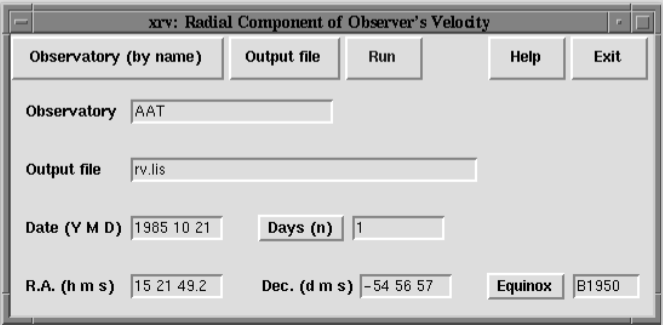 xrv: Radial Component of Observer's Velocity
Observatory (by name) Output file Run Help Exit
Observatory AAT
Output file rv.lis
Date (Y M D) 1985 10 21 Days (n) 1
R.A. (h m s) 15 21 49.2 Dec. (d m s) -54 56 57 Equinox B1950